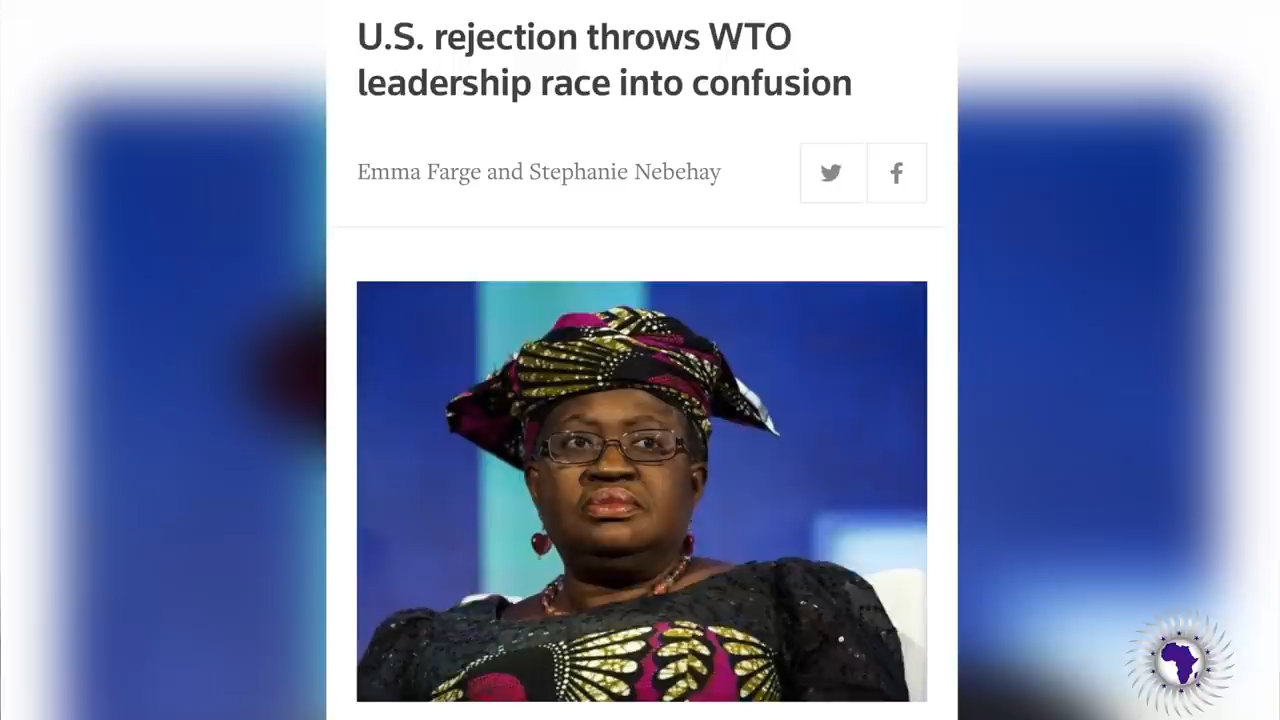 U.S. rejection throws WTO
leadership race into confusion
Emma Farge and Stephanie Nebehay